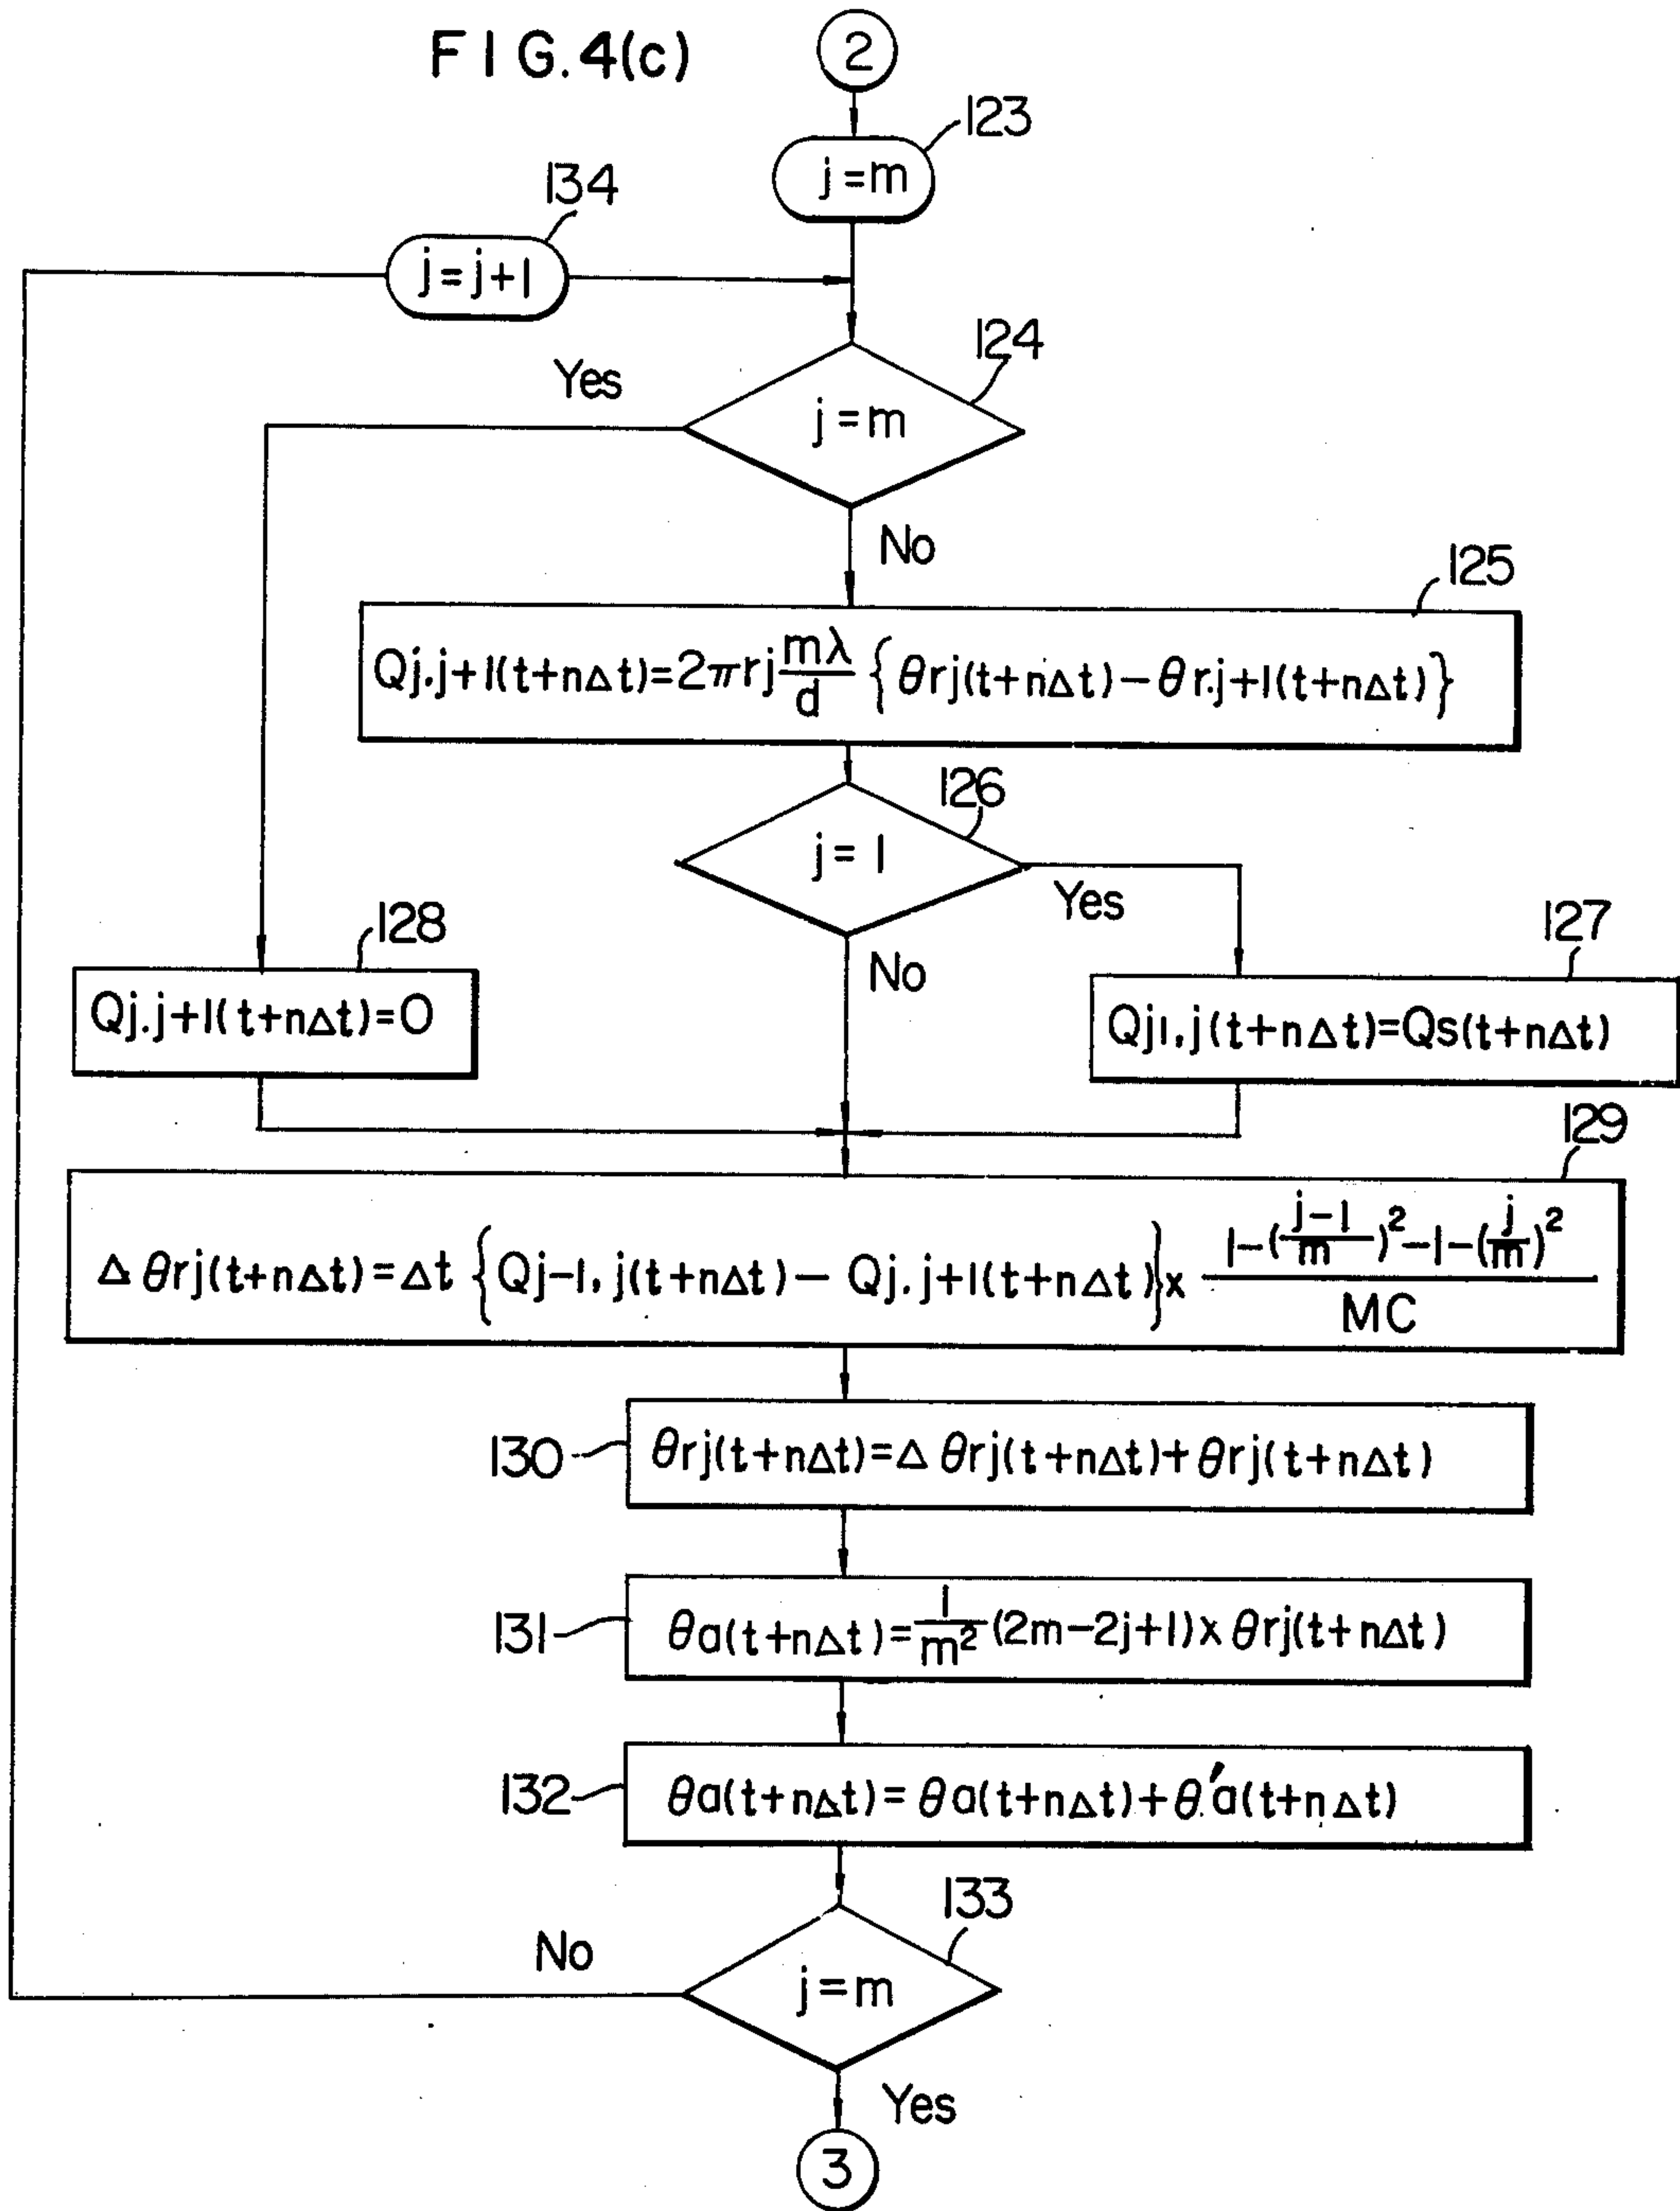 FIG.4(c)
2
123
j=m
134
j=j+1
124
Yes
j=m
No
125
Qj.j+1(t+nΔt)=2πrj mλ/d {θrj(t+nΔt)-θr.j+1(t+nΔt)}
126
j=1
Yes
128
No
127
Qj.j+1(t+nΔt)=0
Qj1,j(t+nΔt)=Qs(t+nΔt)
129
Δθrj(t+nΔt)=Δt {Qj-1,j(t+nΔt)-Qj.j+1(t+nΔt)}x 1-(j-1/m)²-1-(j/m)²/MC
130
θrj(t+nΔt)=Δθrj(t+nΔt)+θrj(t+nΔt)
131
θa(t+nΔt)=1/m²(2m-2j+1)xθrj(t+nΔt)
132
θa(t+nΔt)=θa(t+nΔt)+θ'a(t+nΔt)
133
No
j=m
Yes
3